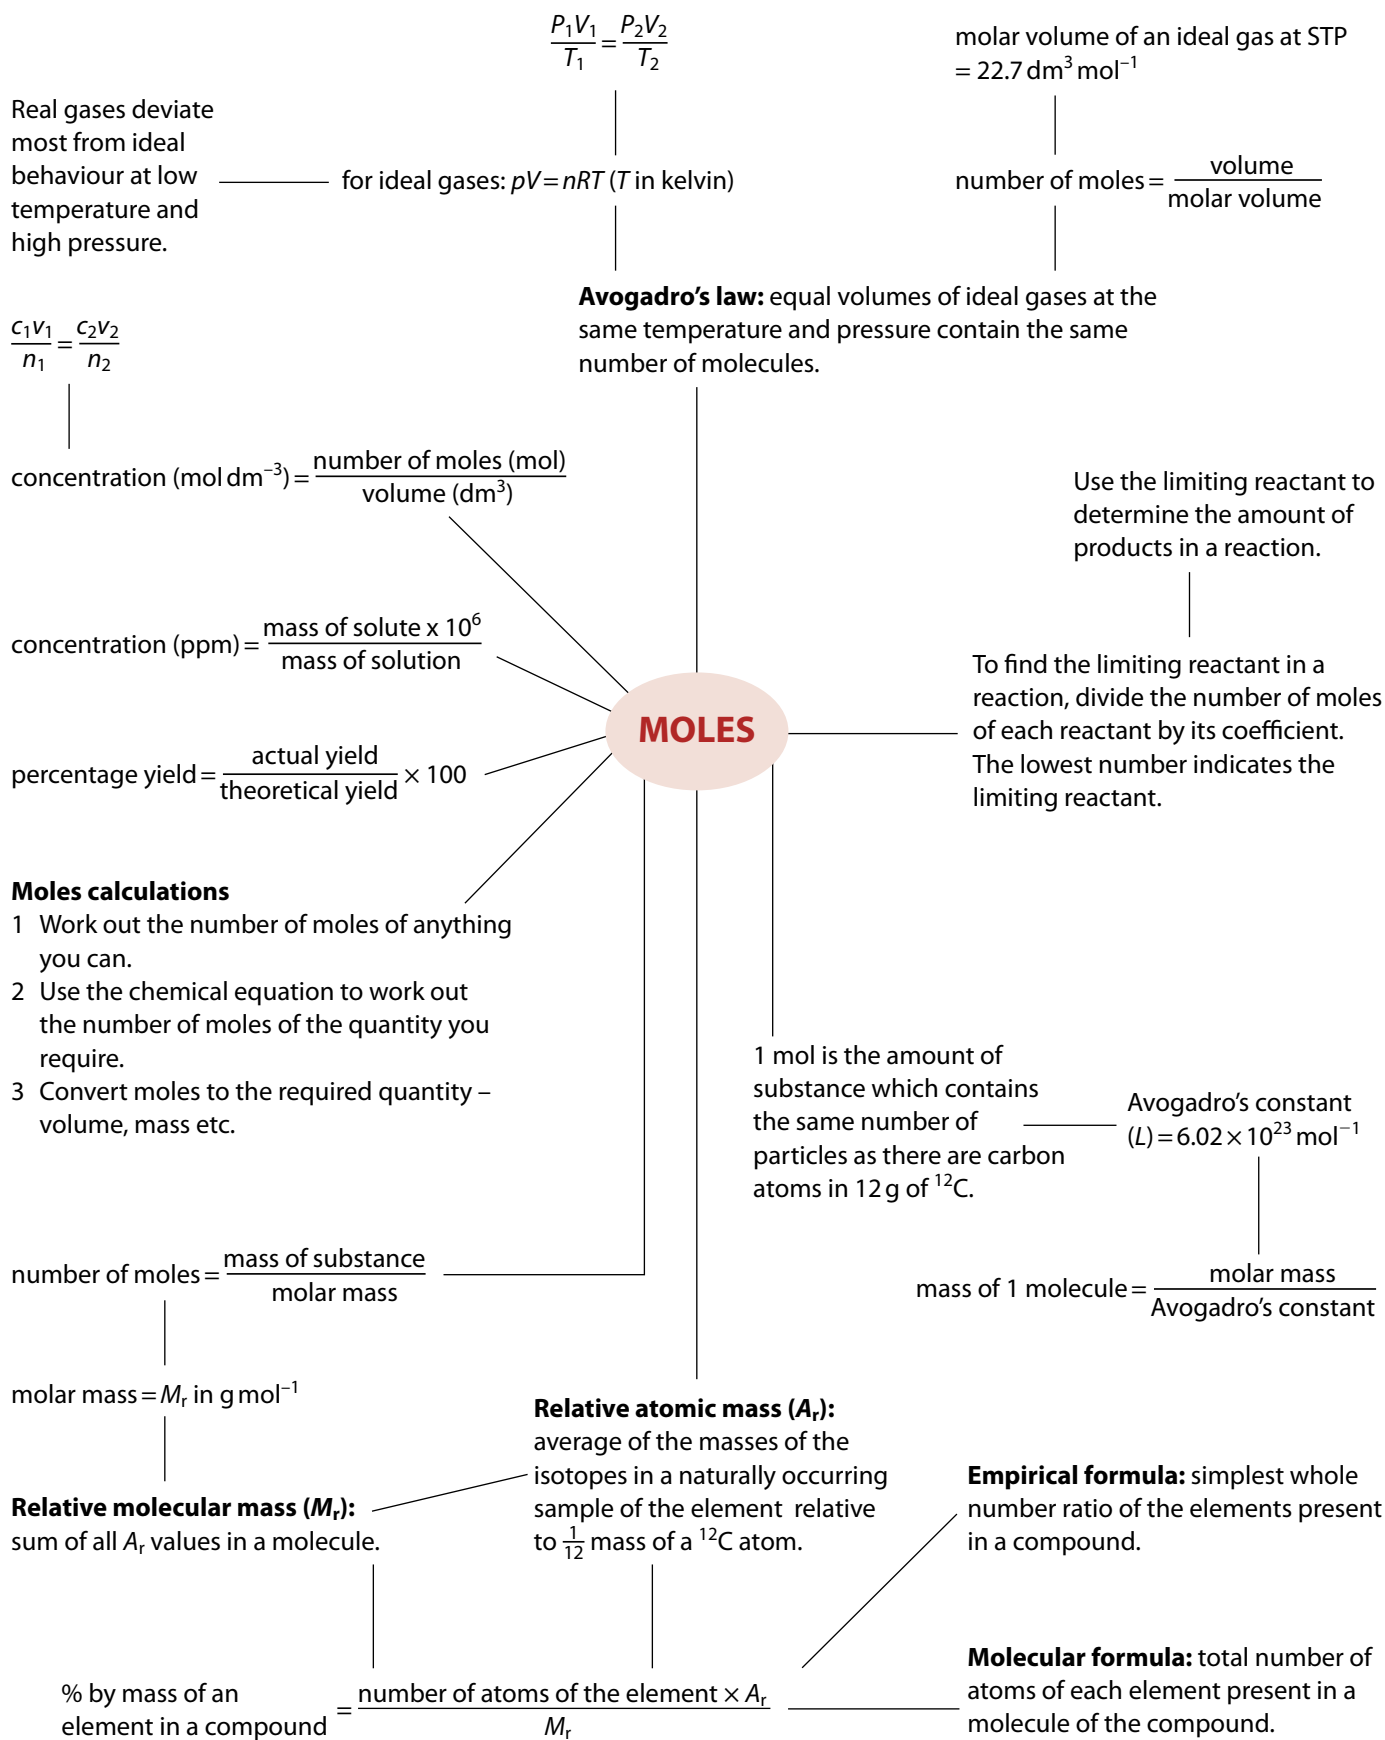 P₁V₁/T₁ = P₂V₂/T₂
molar volume of an ideal gas at STP
= 22.7 dm³ mol⁻¹
Real gases deviate
most from ideal
behaviour at low
temperature and
high pressure.
for ideal gases: pV = nRT (T in kelvin)
number of moles = volume/molar volume
Avogadro’s law: equal volumes of ideal gases at the
same temperature and pressure contain the same
number of molecules.
c₁v₁/n₁ = c₂v₂/n₂
concentration (mol dm⁻³) = number of moles (mol)/volume (dm³)
Use the limiting reactant to
determine the amount of
products in a reaction.
concentration (ppm) = mass of solute x 10⁶/mass of solution
To find the limiting reactant in a
reaction, divide the number of moles
of each reactant by its coefficient.
The lowest number indicates the
limiting reactant.
MOLES
percentage yield = actual yield/theoretical yield × 100
Moles calculations
1 Work out the number of moles of anything
you can.
2 Use the chemical equation to work out
the number of moles of the quantity you
require.
3 Convert moles to the required quantity –
volume, mass etc.
1 mol is the amount of
substance which contains
the same number of
particles as there are carbon
atoms in 12 g of ¹²C.
Avogadro’s constant
(L) = 6.02 × 10²³ mol⁻¹
number of moles = mass of substance/molar mass
mass of 1 molecule = molar mass/Avogadro’s constant
molar mass = Mᵣ in g mol⁻¹
Relative atomic mass (Aᵣ):
average of the masses of the
isotopes in a naturally occurring
sample of the element relative
to 1/12 mass of a ¹²C atom.
Relative molecular mass (Mᵣ):
sum of all Aᵣ values in a molecule.
Empirical formula: simplest whole
number ratio of the elements present
in a compound.
% by mass of an
element in a compound = number of atoms of the element × Aᵣ/Mᵣ
Molecular formula: total number of
atoms of each element present in a
molecule of the compound.